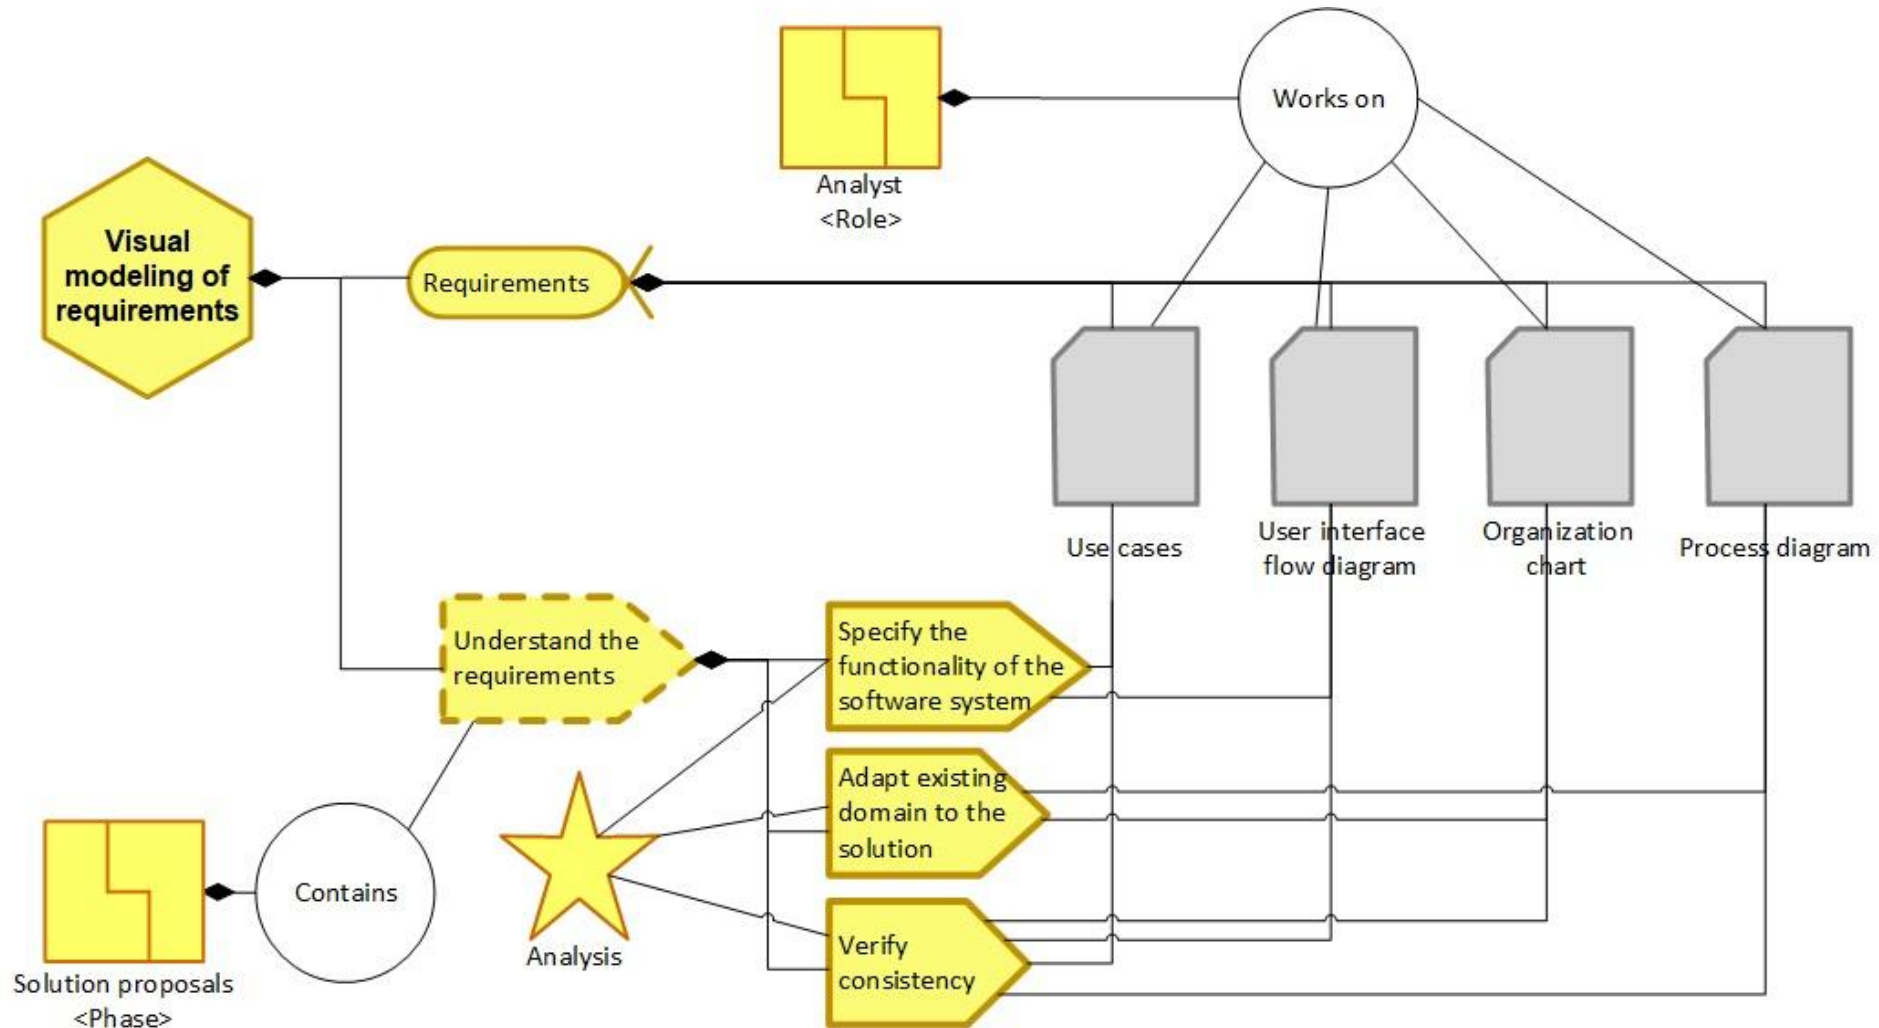 Works on
Analyst
<Role>
Visual
modeling of
requirements
Requirements
Use cases
User interface
flow diagram
Organization
chart
Process diagram
Understand the
requirements
Specify the
functionality of the
software system
Adapt existing
domain to the
solution
Contains
Analysis
Verify
consistency
Solution proposals
<Phase>